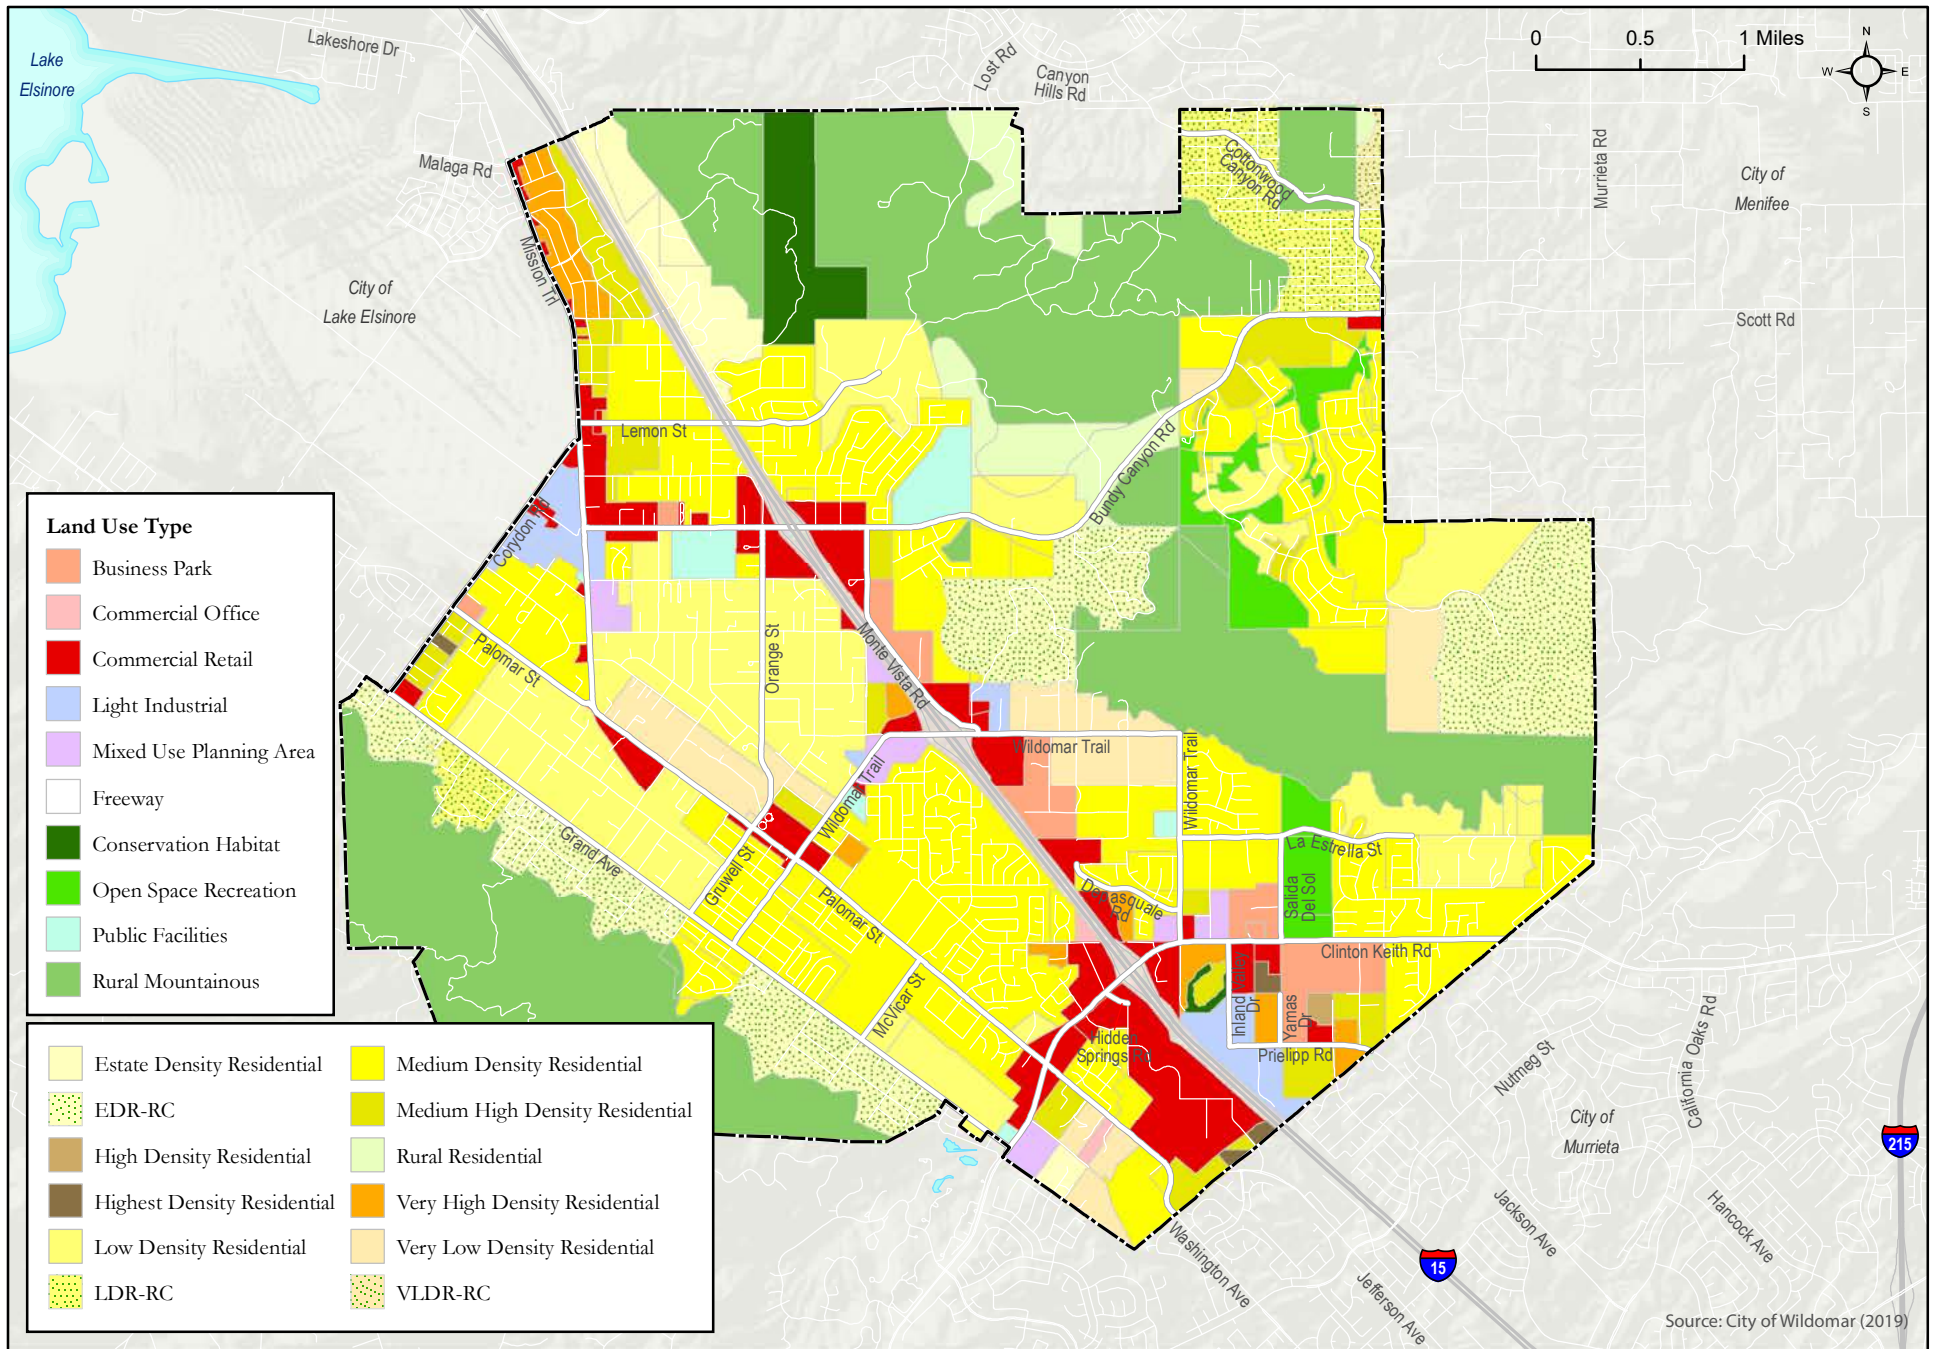 Lake
Elsinore
Lakeshore Dr
Lost Rd
Canyon
Hills Rd
0 0.5 1 Miles
N
W E
S
Malaga Rd
Mission Trl
City of
Lake Elsinore
Cottonwood
Canyon Rd
Murrieta Rd
City of
Menifee
Scott Rd
Lemon St
Bundy Canyon Rd
Corydon Rd
Palomar St
Orange St
Monte Vista Rd
Wildomar Trail
Wildomar Trail
Wildomar Trail
Grand Ave
Gruwell St
Palomar St
McVicar St
La Estrella St
Salida
Del Sol
Depasquale
Rd
Clinton Keith Rd
Inland Valley
Dr
Yamas
Dr
Prielipp Rd
Hidden
Springs Rd
Nutmeg St
California Oaks Rd
City of
Murrieta
215
15
Jackson Ave
Hancock Ave
Washington Ave
Jefferson Ave
Land Use Type
Business Park
Commercial Office
Commercial Retail
Light Industrial
Mixed Use Planning Area
Freeway
Conservation Habitat
Open Space Recreation
Public Facilities
Rural Mountainous
Estate Density Residential
EDR-RC
High Density Residential
Highest Density Residential
Low Density Residential
LDR-RC
Medium Density Residential
Medium High Density Residential
Rural Residential
Very High Density Residential
Very Low Density Residential
VLDR-RC
Source: City of Wildomar (2019)